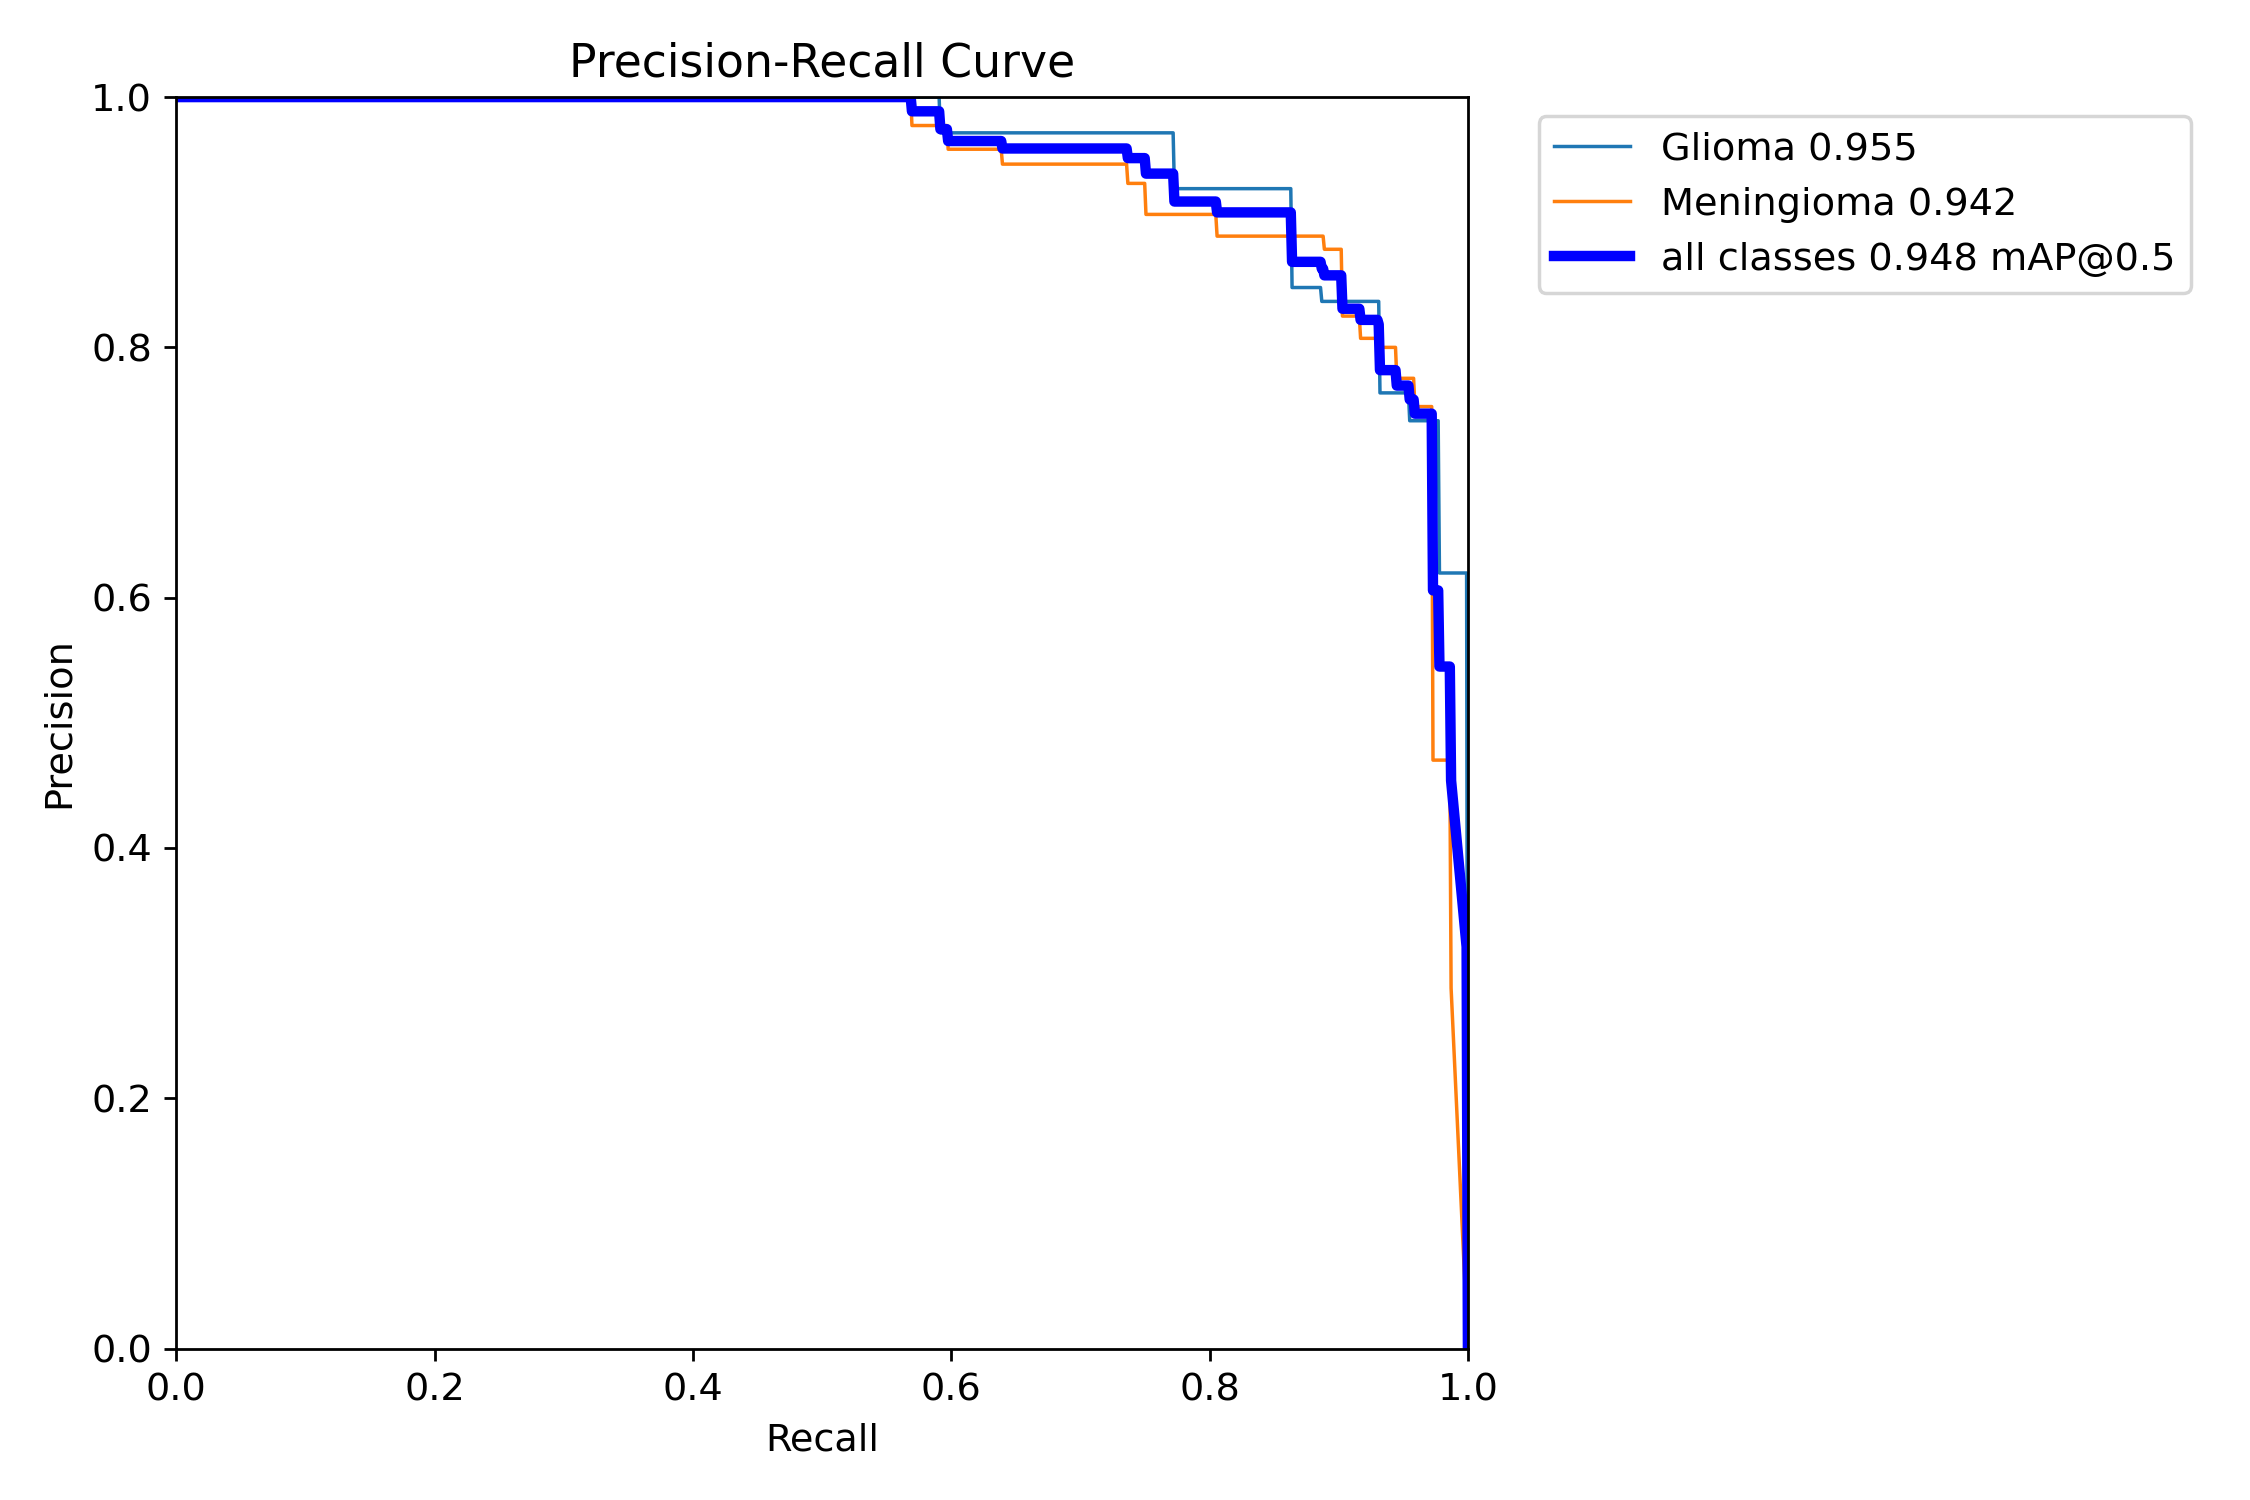 Precision-Recall Curve
1.0
0.8
0.6
0.4
0.2
0.0
Precision
0.0 0.2 0.4 0.6 0.8 1.0
Recall
Glioma 0.955
Meningioma 0.942
all classes 0.948 mAP@0.5